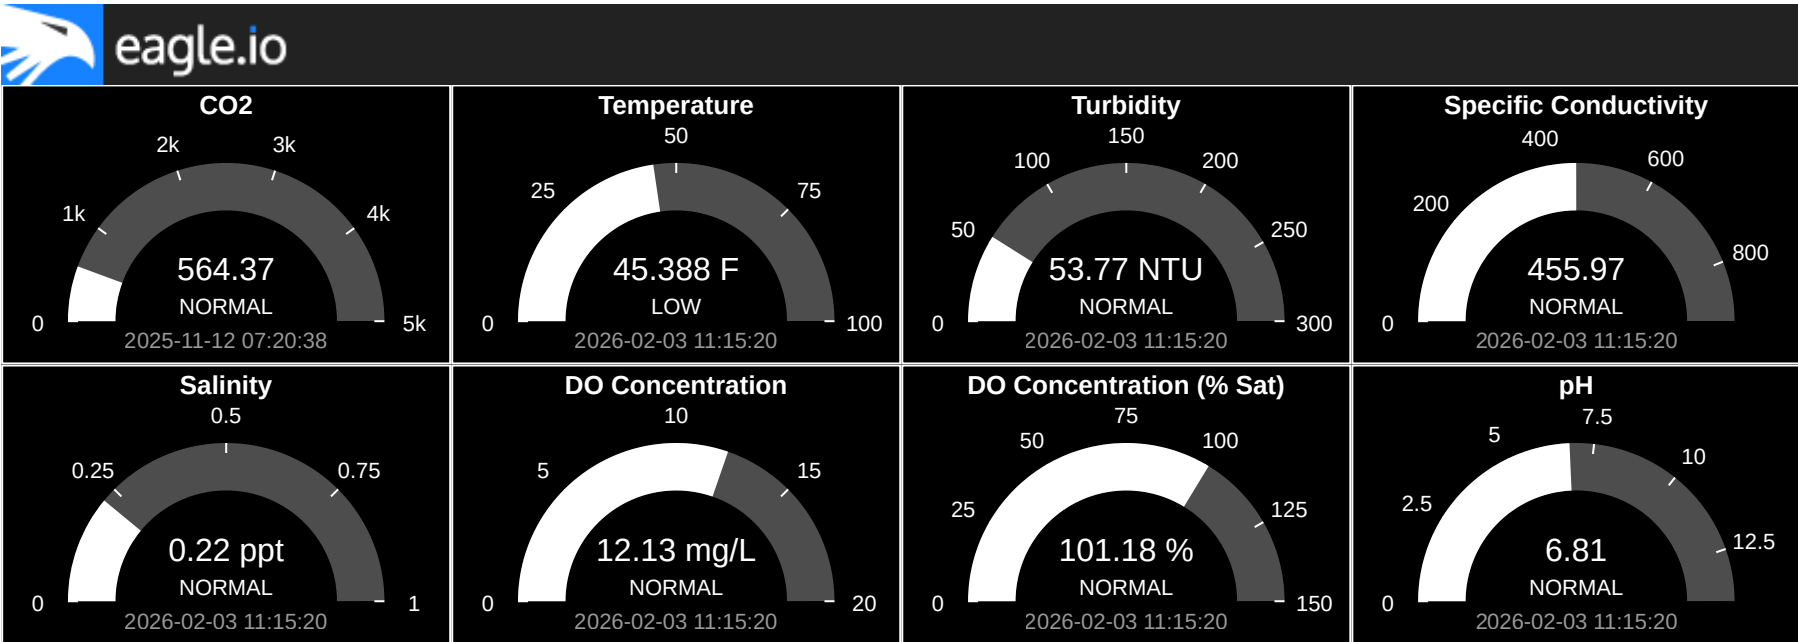 eagle.io
CO2
2k 3k
1k 4k
564.37
NORMAL
0 5k
2025-11-12 07:20:38
Temperature
50
25 75
45.388 F
LOW
0 100
2026-02-03 11:15:20
Turbidity
150
100 200
50 250
53.77 NTU
NORMAL
0 300
2026-02-03 11:15:20
Specific Conductivity
400
600
200
800
455.97
NORMAL
0
2026-02-03 11:15:20
Salinity
0.5
0.25 0.75
0.22 ppt
NORMAL
0 1
2026-02-03 11:15:20
DO Concentration
10
5 15
12.13 mg/L
NORMAL
0 20
2026-02-03 11:15:20
DO Concentration (% Sat)
75
50 100
25 125
101.18 %
NORMAL
0 150
2026-02-03 11:15:20
pH
7.5
5
10
2.5
12.5
6.81
NORMAL
0
2026-02-03 11:15:20